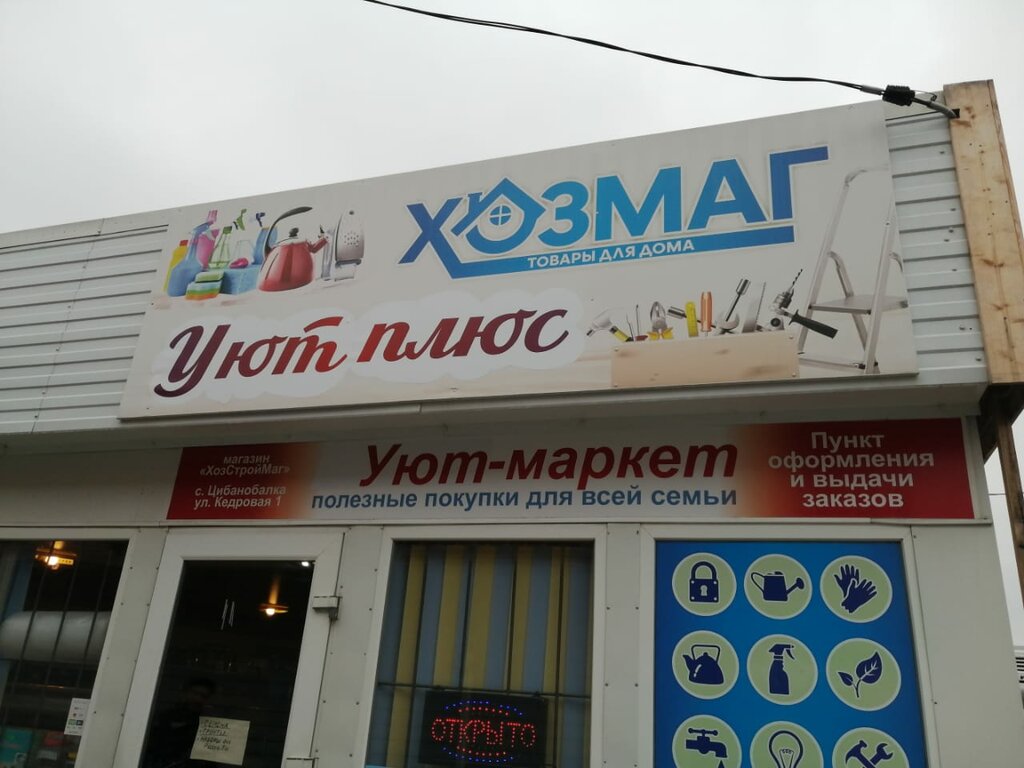 ХОЗМАГ
ТОВАРЫ ДЛЯ ДОМА
Уют плюс
магазин
«ХозСтройМаг»
с. Цибанобалка
ул. Кедровая 1
Уют-маркет
полезные покупки для всей семьи
Пункт
оформления
и выдачи
заказов
ОТКРЫТО